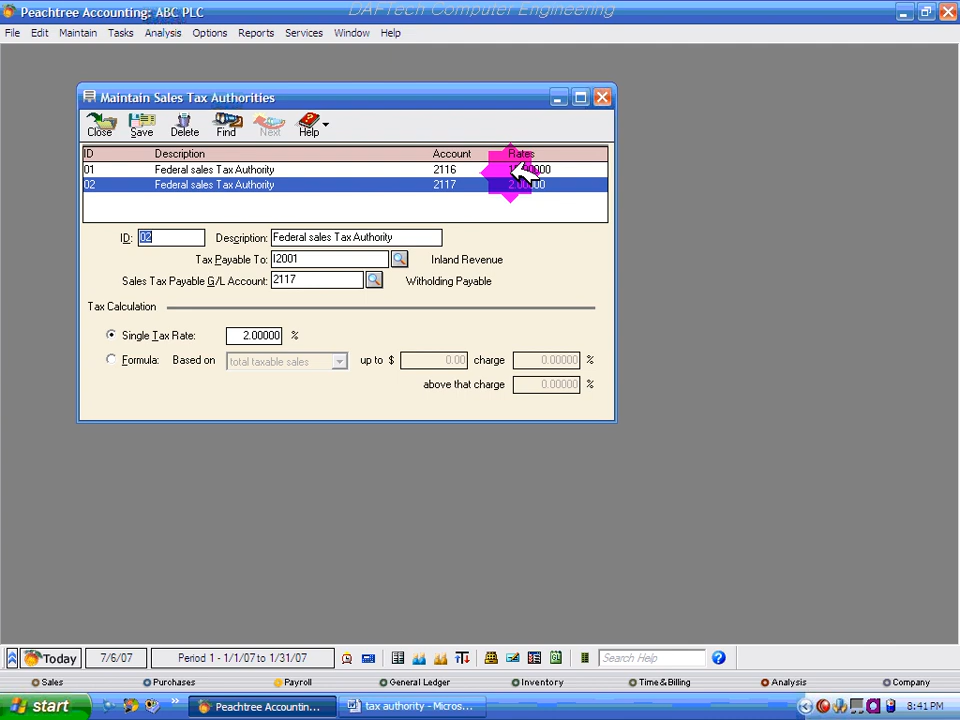 Peachtree Accounting: ABC PLC
DAFTech Computer Engineering
File Edit Maintain Tasks Analysis Options Reports Services Window Help
Maintain Sales Tax Authorities
Close Save Delete Find Next Help
ID Description Account Rates
01 Federal sales Tax Authority 2116
02 Federal sales Tax Authority 2117 2.00000
ID: 02 Description: Federal sales Tax Authority
Tax Payable To: I2001 Inland Revenue
Sales Tax Payable G/L Account: 2117 Witholding Payable
Tax Calculation
Single Tax Rate: 2.00000 %
Formula: Based on total taxable sales up to $ 0.00 charge 0.00000 %
above that charge 0.00000 %
Today 7/6/07 Period 1 - 1/1/07 to 1/31/07 Search Help
Sales Purchases Payroll General Ledger Inventory Time & Billing Analysis Company
start Peachtree Accountin... tax authority - Micros... 8:41 PM